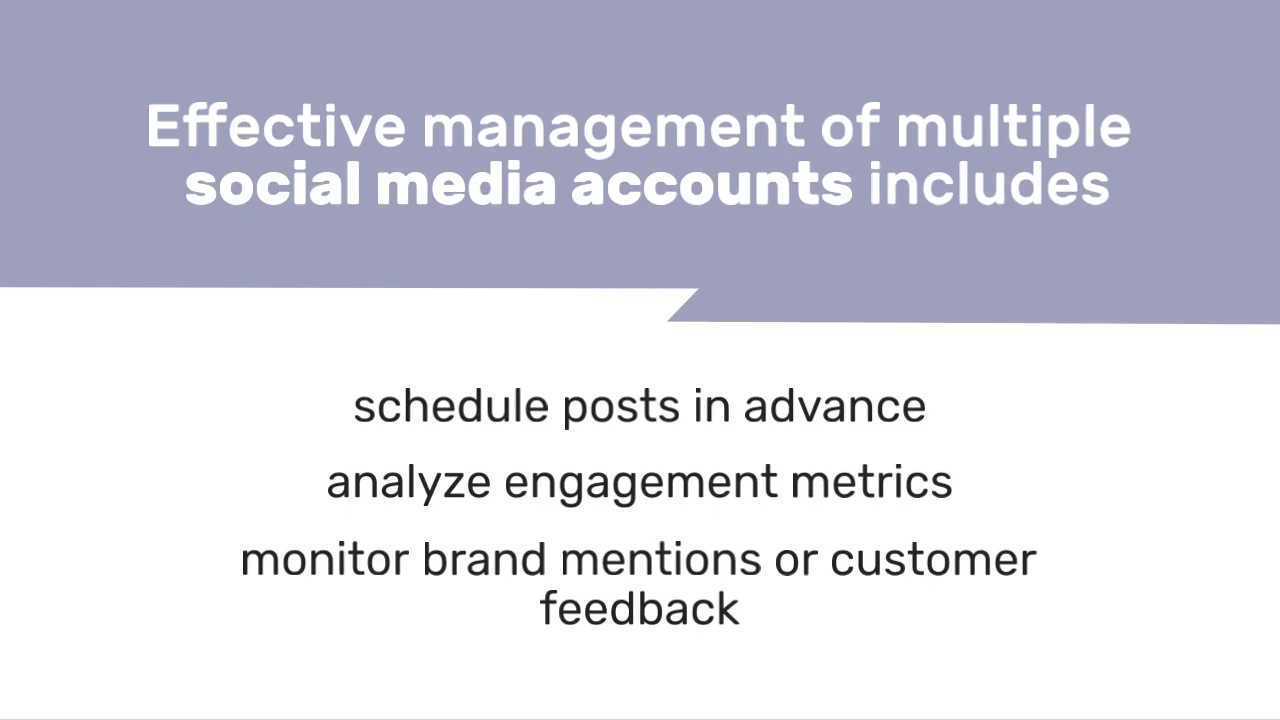 Effective management of multiple
social media accounts includes
schedule posts in advance
analyze engagement metrics
monitor brand mentions or customer
feedback